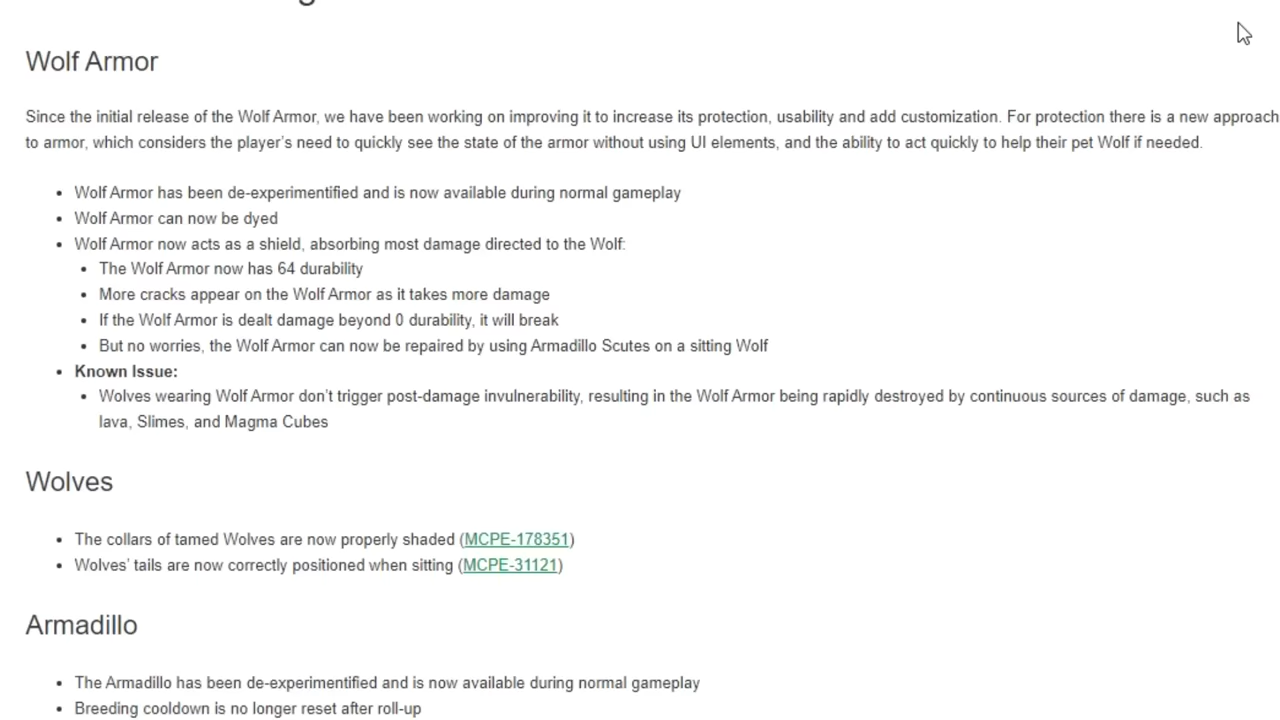 Wolf Armor
Since the initial release of the Wolf Armor, we have been working on improving it to increase its protection, usability and add customization. For protection there is a new approach
to armor, which considers the player's need to quickly see the state of the armor without using UI elements, and the ability to act quickly to help their pet Wolf if needed.
• Wolf Armor has been de-experimentified and is now available during normal gameplay
• Wolf Armor can now be dyed
• Wolf Armor now acts as a shield, absorbing most damage directed to the Wolf:
• The Wolf Armor now has 64 durability
• More cracks appear on the Wolf Armor as it takes more damage
• If the Wolf Armor is dealt damage beyond 0 durability, it will break
• But no worries, the Wolf Armor can now be repaired by using Armadillo Scutes on a sitting Wolf
• Known Issue:
• Wolves wearing Wolf Armor don't trigger post-damage invulnerability, resulting in the Wolf Armor being rapidly destroyed by continuous sources of damage, such as
lava, Slimes, and Magma Cubes
Wolves
• The collars of tamed Wolves are now properly shaded (MCPE-178351)
• Wolves' tails are now correctly positioned when sitting (MCPE-31121)
Armadillo
• The Armadillo has been de-experimentified and is now available during normal gameplay
• Breeding cooldown is no longer reset after roll-up